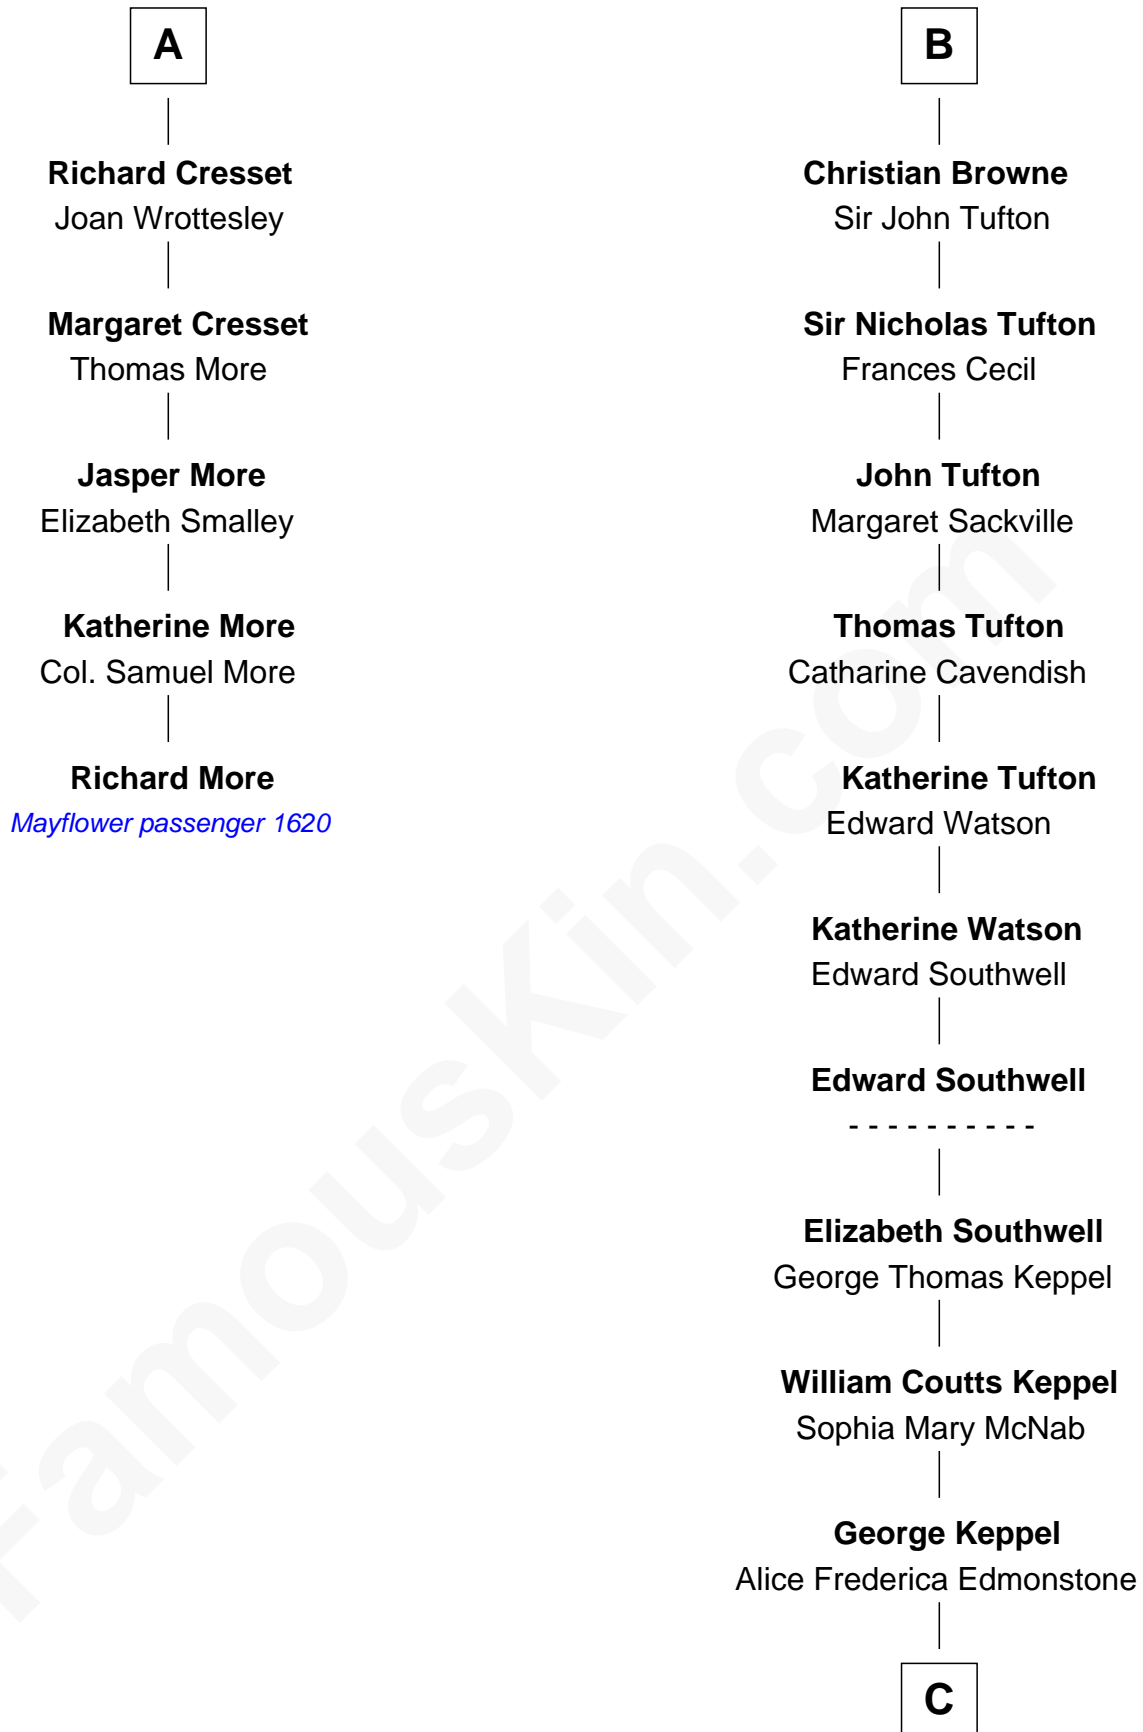 A
Richard Cresset
Joan Wrottesley
Margaret Cresset
Thomas More
Jasper More
Elizabeth Smalley
Katherine More
Col. Samuel More
Richard More
Mayflower passenger 1620
B
Christian Browne
Sir John Tufton
Sir Nicholas Tufton
Frances Cecil
John Tufton
Margaret Sackville
Thomas Tufton
Catharine Cavendish
Katherine Tufton
Edward Watson
Katherine Watson
Edward Southwell
Edward Southwell
- - - - - - - - - -
Elizabeth Southwell
George Thomas Keppel
William Coutts Keppel
Sophia Mary McNab
George Keppel
Alice Frederica Edmonstone
C
FamousKin.com